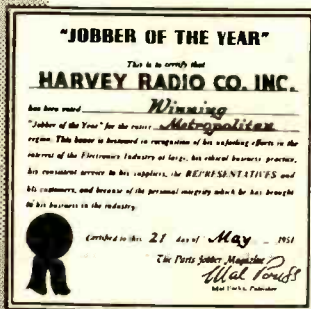 "JOBBER OF THE YEAR"
This is to certify that
HARVEY RADIO CO. INC.
has been voted Winning
"Jobber of the Year" for the entire Metropolitan
region. This honor is bestowed in recognition of his unflagging efforts in the
interest of the Electronics Industry at large, his ethical business practice,
his consistent service to his suppliers, the REPRESENTATIVES and
his customers, and because of the personal integrity which he has brought
to his business in the industry.
Certified to this 21 day of May 1951
The Parts Jobber Magazine
Publisher